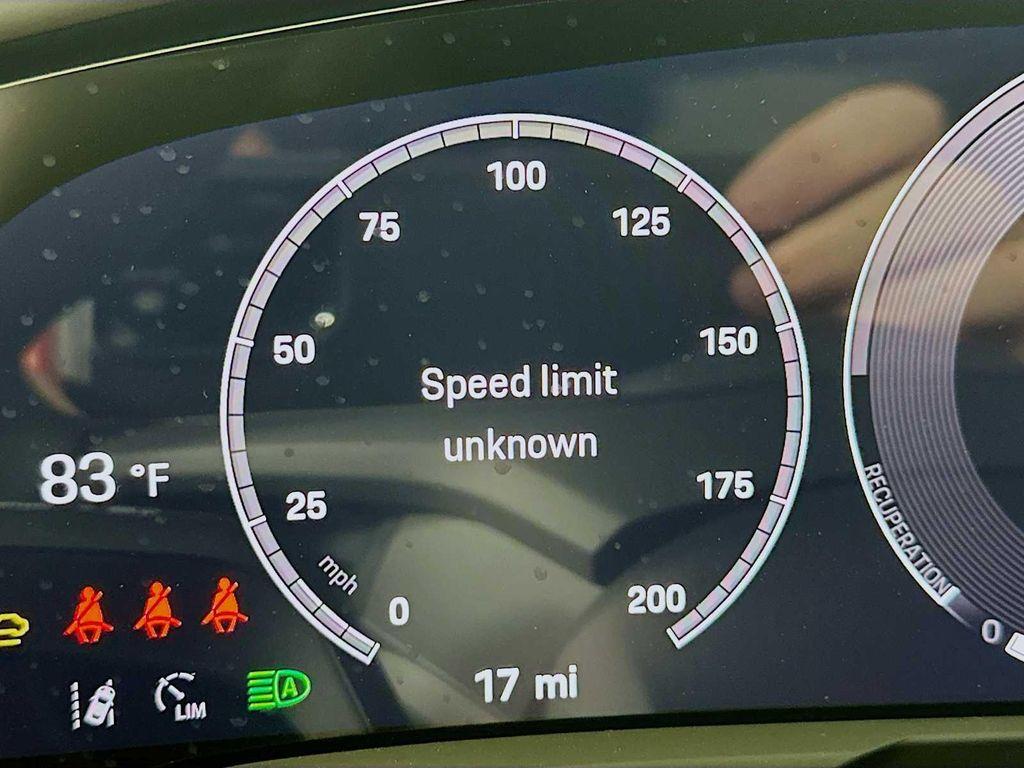 100
75
125
50
150
Speed limit
unknown
83 °F
175
25
RECUPERATION
mph
0
200
0
17 mi
A
LIM